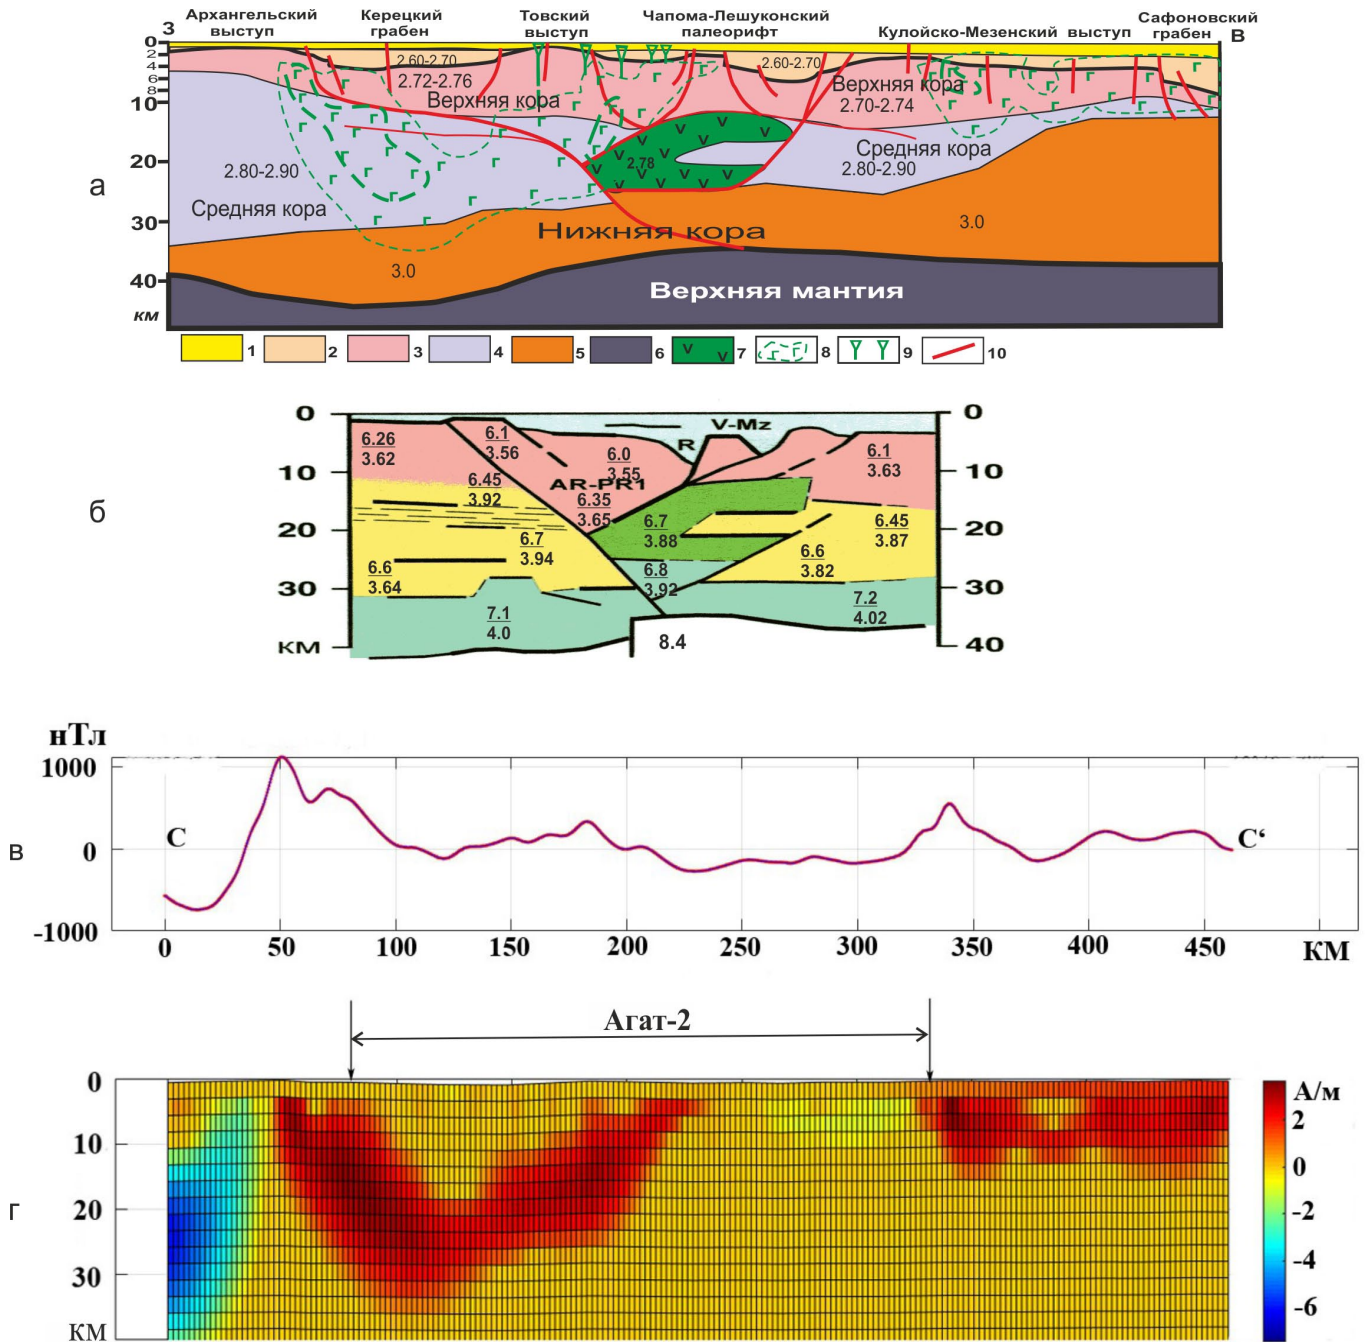 Архангельский
выступ
Керецкий
грабен
Товский
выступ
Чапома-Лешуконский
палеорифт
Кулойско-Мезенский выступ
Сафоновский
грабен
З
В
0
2
4
6
8
10
20
30
40
км
а
2.60-2.70
2.72-2.76
Верхняя кора
2.60-2.70
Верхняя кора
2.70-2.74
2.80-2.90
Средняя кора
2.78
Средняя кора
2.80-2.90
Нижняя кора
3.0
3.0
Верхняя мантия
1 2 3 4 5 6 7 8 9 10
б
0
10
20
30
КМ
0
10
20
30
40
V-Mz
R
AR-PR1
6.26
3.62
6.1
3.56
6.0
3.55
6.1
3.63
6.45
3.92
6.35
3.65
6.7
3.88
6.45
3.87
6.7
3.94
6.6
3.64
6.8
3.92
6.6
3.82
7.1
4.0
7.2
4.02
8.4
в
нТл
1000
0
-1000
С
С‘
0 50 100 150 200 250 300 350 400 450 КМ
г
Агат-2
0
10
20
30
КМ
А/м
2
0
-2
-4
-6